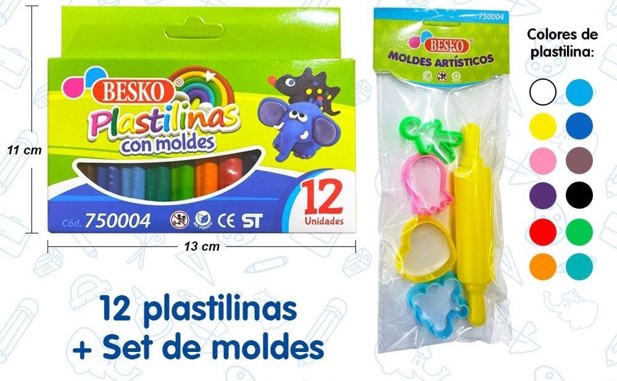 BESKO
Plastilinas
con moldes
Cód. 750004
CE ST
12
Unidades
11 cm
13 cm
12 plastilinas
+ Set de moldes
750004
BESKO
MOLDES ARTÍSTICOS
Colores de
plastilina: